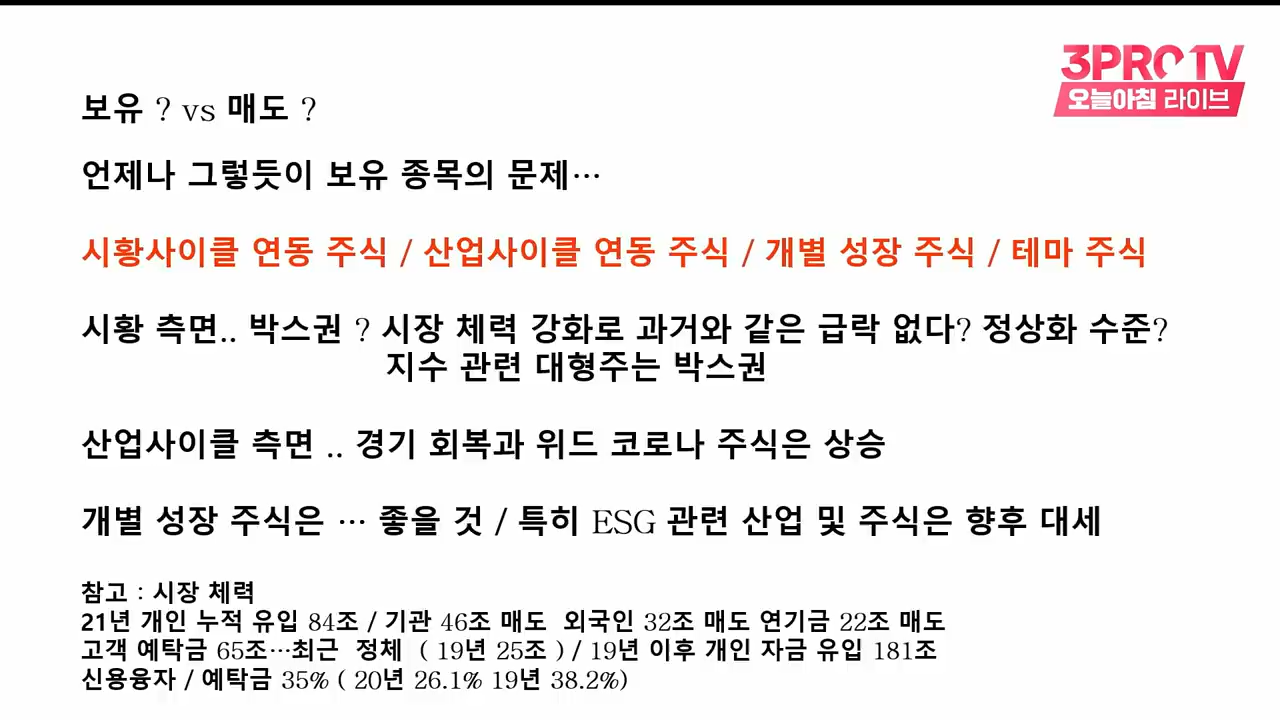 3PRO TV
오늘아침 라이브
보유 ? vs 매도 ?
언제나 그렇듯이 보유 종목의 문제…
시황사이클 연동 주식 / 산업사이클 연동 주식 / 개별 성장 주식 / 테마 주식
시황 측면.. 박스권 ? 시장 체력 강화로 과거와 같은 급락 없다? 정상화 수준?
지수 관련 대형주는 박스권
산업사이클 측면 .. 경기 회복과 위드 코로나 주식은 상승
개별 성장 주식은 … 좋을 것 / 특히 ESG 관련 산업 및 주식은 향후 대세
참고 : 시장 체력
21년 개인 누적 유입 84조 / 기관 46조 매도 외국인 32조 매도 연기금 22조 매도
고객 예탁금 65조…최근 정체 ( 19년 25조 ) / 19년 이후 개인 자금 유입 181조
신용융자 / 예탁금 35% ( 20년 26.1% 19년 38.2%)